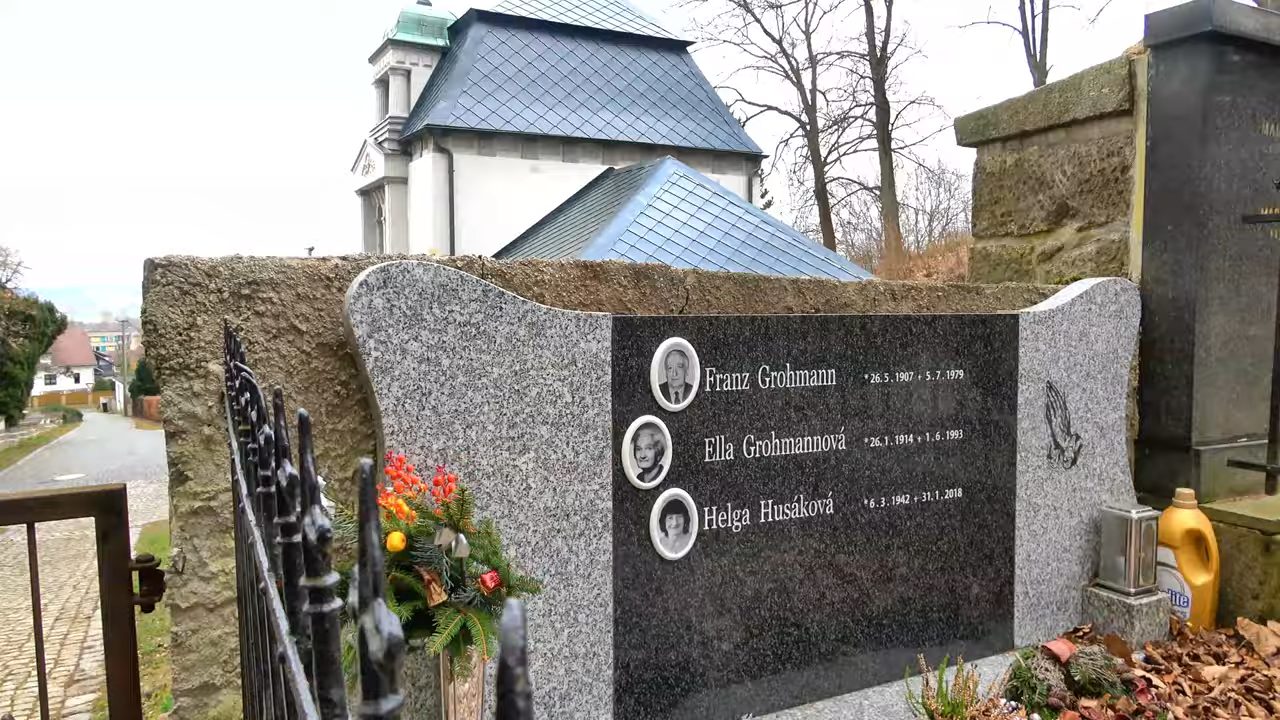 Franz Grohmann *26.5.1907 + 5.7.1979
Ella Grohmannová *26.1.1914 + 1.6.1993
Helga Husáková *6.3.1942 + 31.1.2018